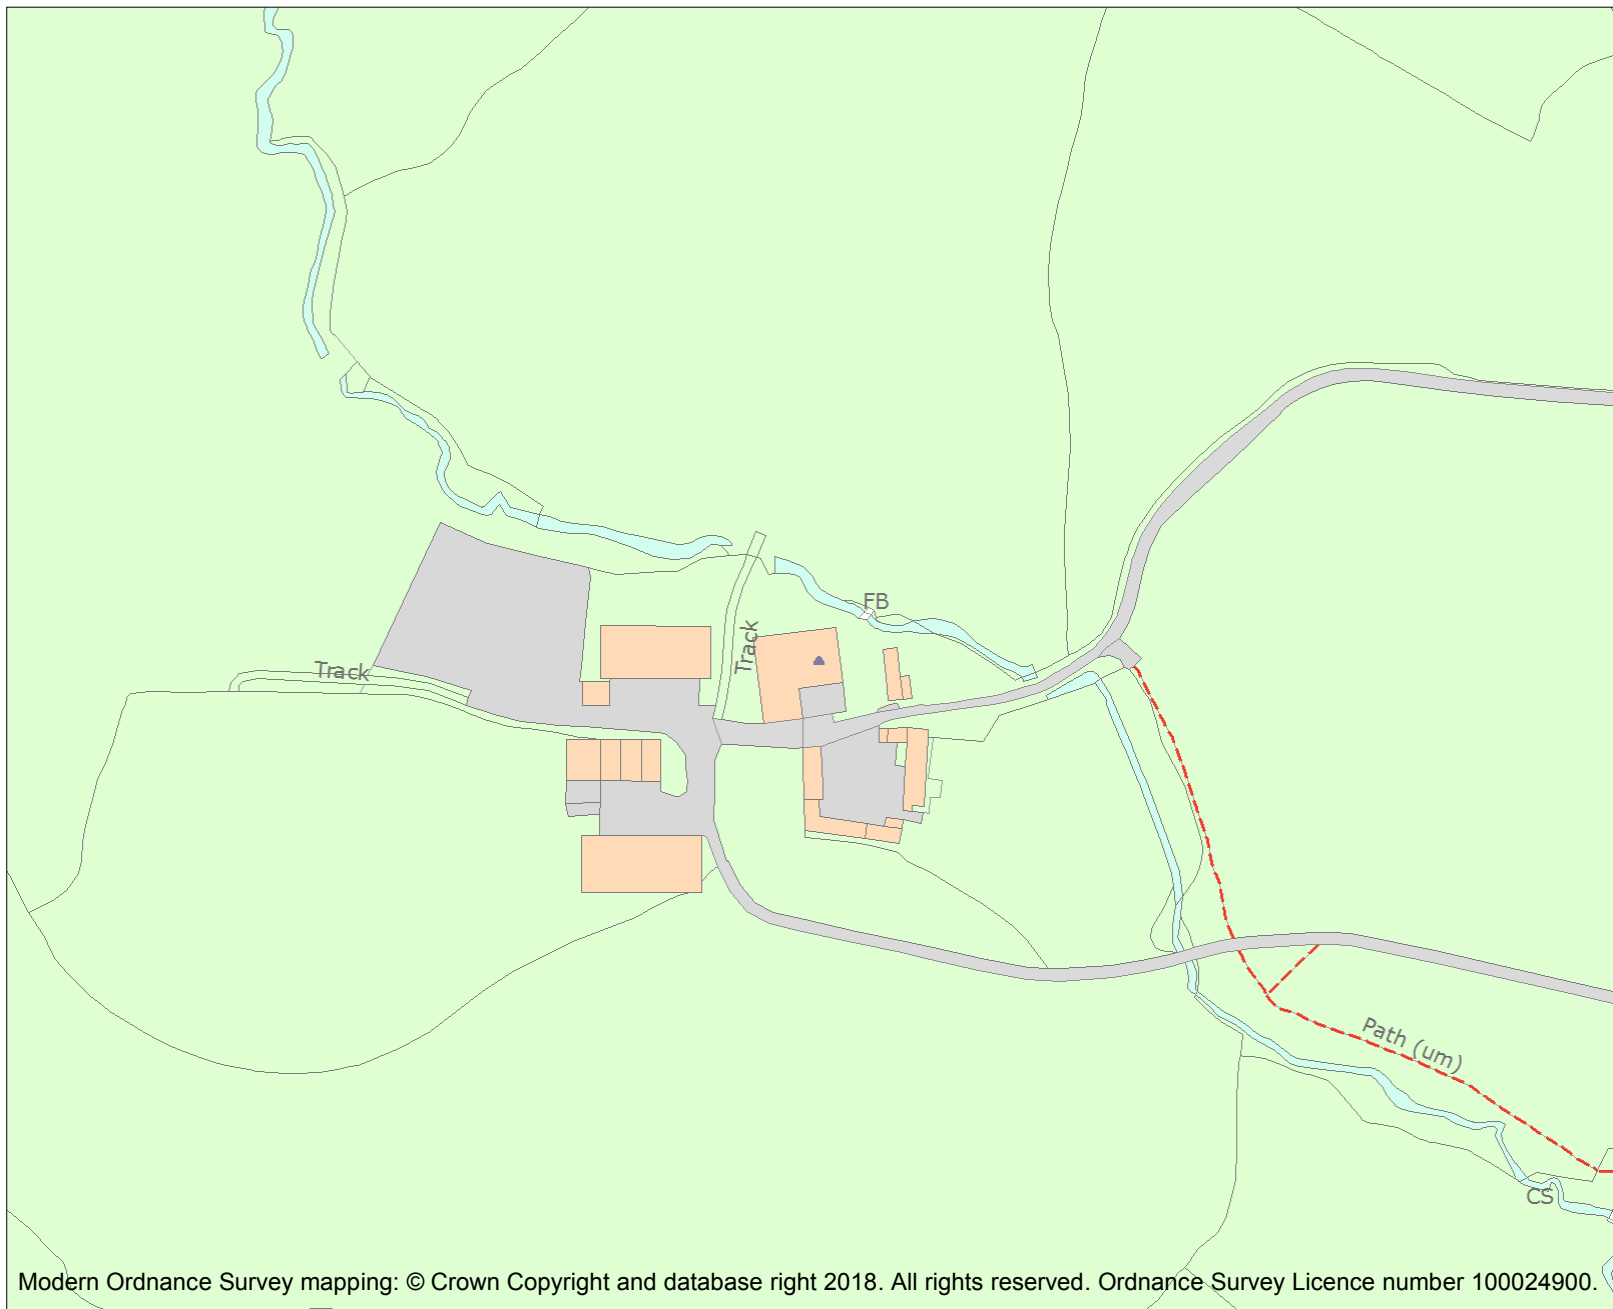 FB
Track
Track
Path (um)
CS
Modern Ordnance Survey mapping: © Crown Copyright and database right 2018. All rights reserved. Ordnance Survey Licence number 100024900.